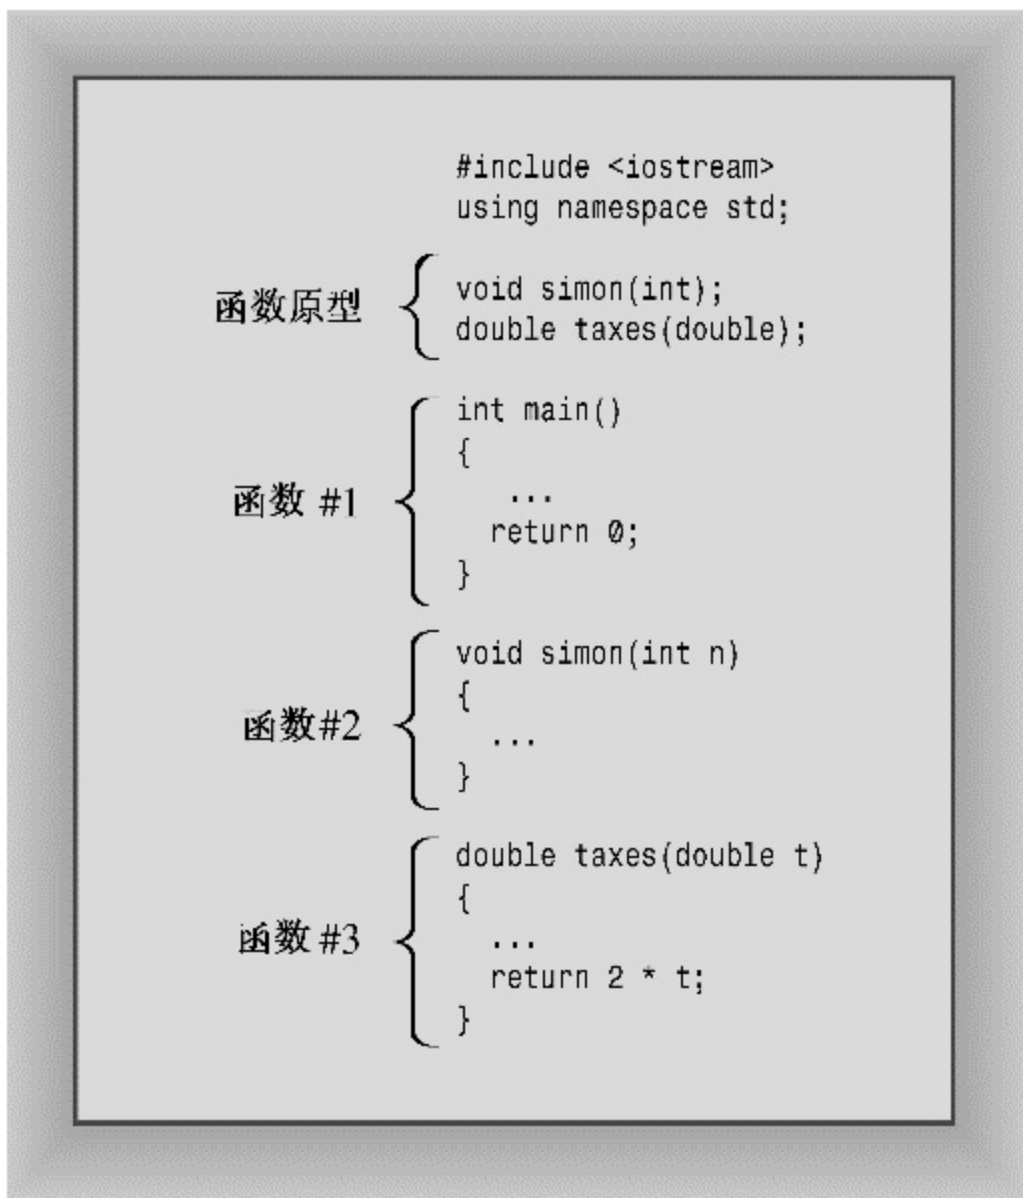 #include <iostream>
using namespace std;
函数原型
void simon(int);
double taxes(double);
函数 #1
int main()
{
...
return 0;
}
函数#2
void simon(int n)
{
...
}
函数 #3
double taxes(double t)
{
...
return 2 * t;
}